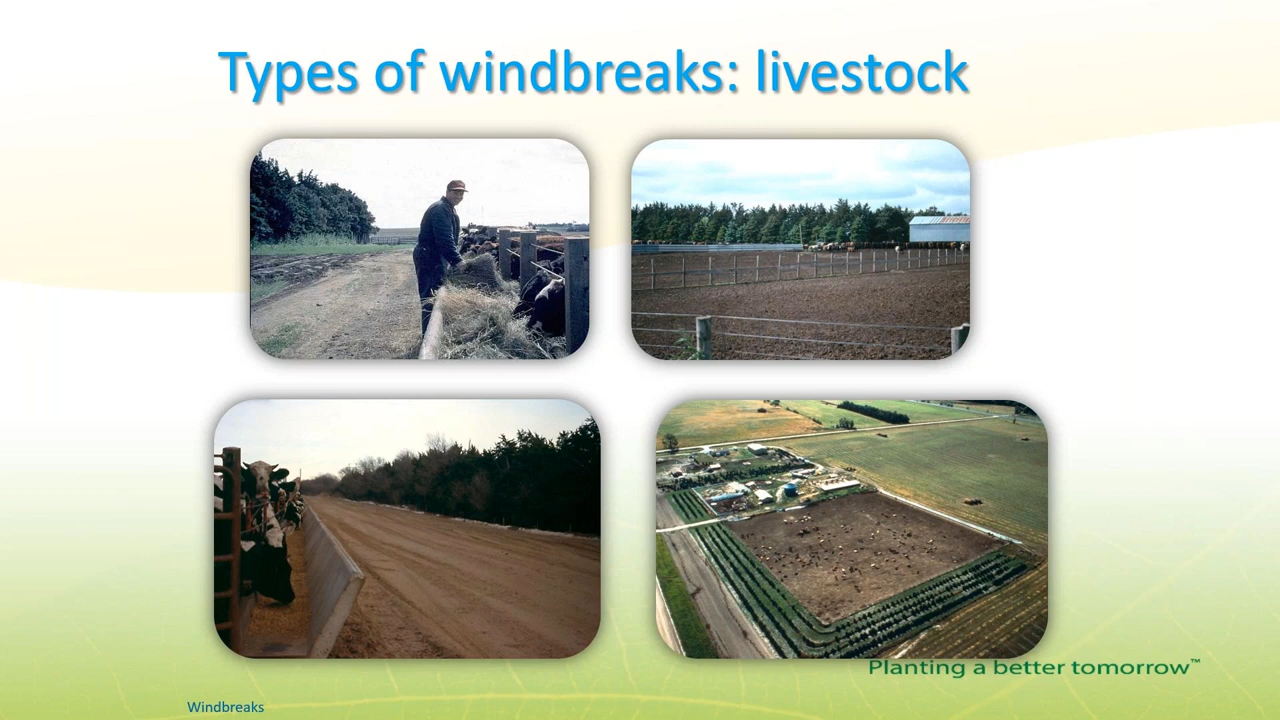 Types of windbreaks: livestock
Planting a better tomorrow™
Windbreaks